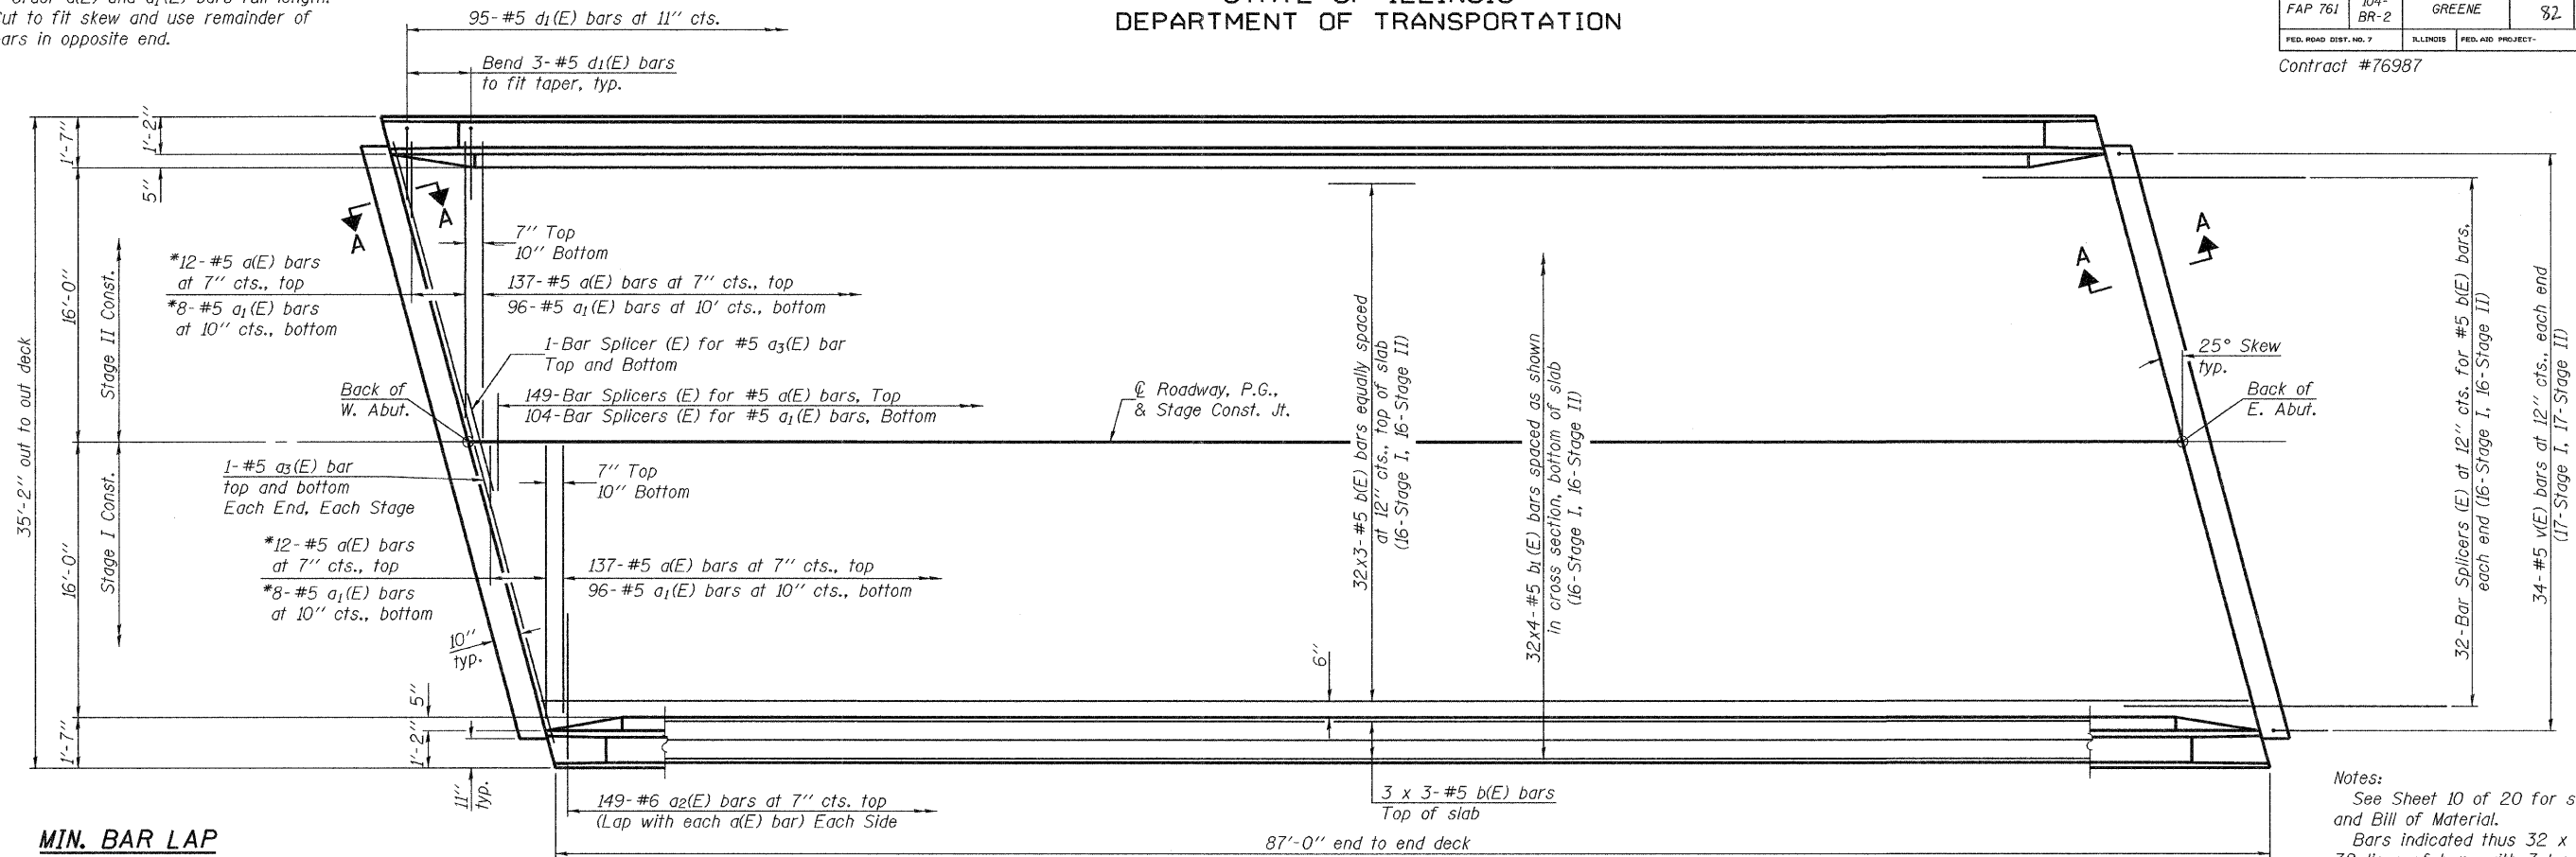 Cut to fit skew and use remainder of
bars in opposite end.
95-#5 d1(E) bars at 11" cts.
Bend 3-#5 d1(E) bars
to fit taper, typ.
DEPARTMENT OF TRANSPORTATION
FAP 761
104-
BR-2
GREENE
82
FED. ROAD DIST. NO. 7
ILLINOIS
FED. AID PROJECT-
Contract #76987
1'-7"
1'-2"
5"
16'-0"
35'-2" out to out deck
Stage II Const.
A
A
7" Top
10" Bottom
*12-#5 a(E) bars
at 7" cts., top
*8-#5 a1(E) bars
at 10" cts., bottom
137-#5 a(E) bars at 7" cts., top
96-#5 a1(E) bars at 10' cts., bottom
1-Bar Splicer (E) for #5 a3(E) bar
Top and Bottom
Back of
W. Abut.
149-Bar Splicers (E) for #5 a(E) bars, Top
104-Bar Splicers (E) for #5 a1(E) bars, Bottom
℄ Roadway, P.G.,
& Stage Const. Jt.
A
A
25° Skew
typ.
Back of
E. Abut.
32x3-#5 b(E) bars equally spaced
at 12" cts., top of slab
(16-Stage I, 16-Stage II)
32x4-#5 b1(E) bars spaced as shown
in cross section, bottom of slab
(16-Stage I, 16-Stage II)
32-Bar Splicers (E) at 12" cts. for #5 b(E) bars,
each end (16-Stage I, 16-Stage II)
34-#5 v(E) bars at 12" cts., each end
(17-Stage I, 17-Stage II)
1-#5 a3(E) bar
top and bottom
Each End, Each Stage
7" Top
10" Bottom
16'-0"
Stage I Const.
*12-#5 a(E) bars
at 7" cts., top
*8-#5 a1(E) bars
at 10" cts., bottom
137-#5 a(E) bars at 7" cts., top
96-#5 a1(E) bars at 10" cts., bottom
10"
typ.
6"
5"
1'-7"
1'-2"
11"
typ.
149-#6 a2(E) bars at 7" cts. top
(Lap with each a(E) bar) Each Side
3 x 3-#5 b(E) bars
Top of slab
87'-0" end to end deck
MIN. BAR LAP
Notes:
See Sheet 10 of 20 for
and Bill of Material.
Bars indicated thus 32 x